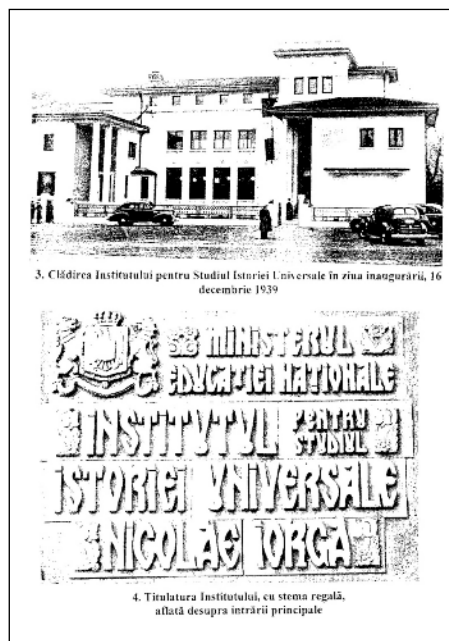 3. Clădirea Institutului pentru Studiul Istoriei Universale în ziua inaugurării, 16
decembrie 1939
MINISTERUL
EDUCAȚIEI NAȚIONALE
INSTITUTUL PENTRU STUDIUL
ISTORIEI UNIVERSALE
NICOLAE IORGA
4. Titulatura Institutului, cu stema regală,
aflată desupra intrării principale